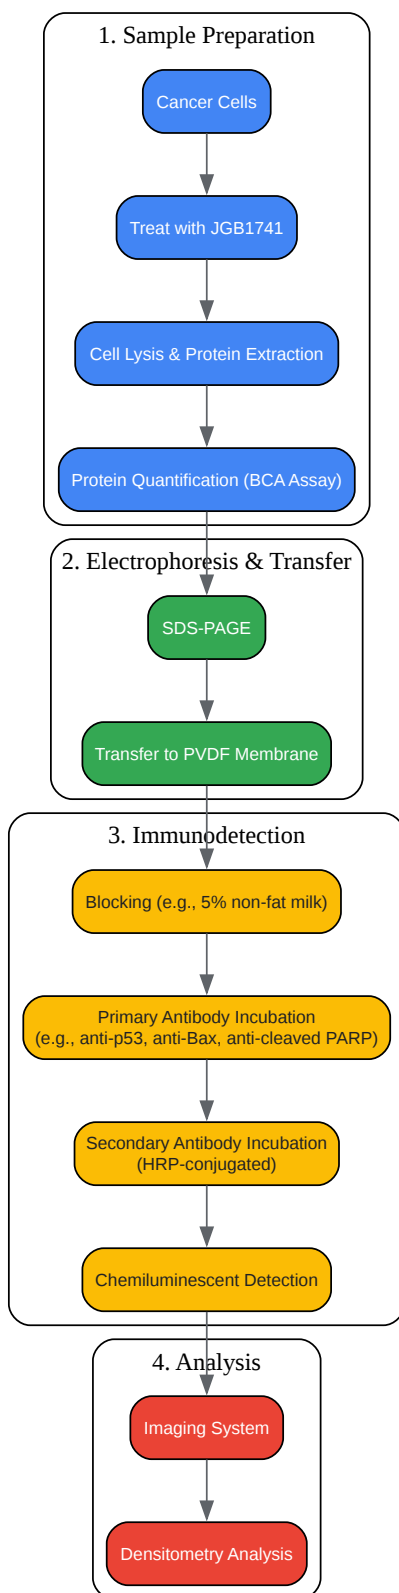 1. Sample Preparation
Cancer Cells
Treat with JGB1741
Cell Lysis & Protein Extraction
Protein Quantification (BCA Assay)
2. Electrophoresis & Transfer
SDS-PAGE
Transfer to PVDF Membrane
3. Immunodetection
Blocking (e.g., 5% non-fat milk)
Primary Antibody Incubation
(e.g., anti-p53, anti-Bax, anti-cleaved PARP)
Secondary Antibody Incubation
(HRP-conjugated)
Chemiluminescent Detection
4. Analysis
Imaging System
Densitometry Analysis